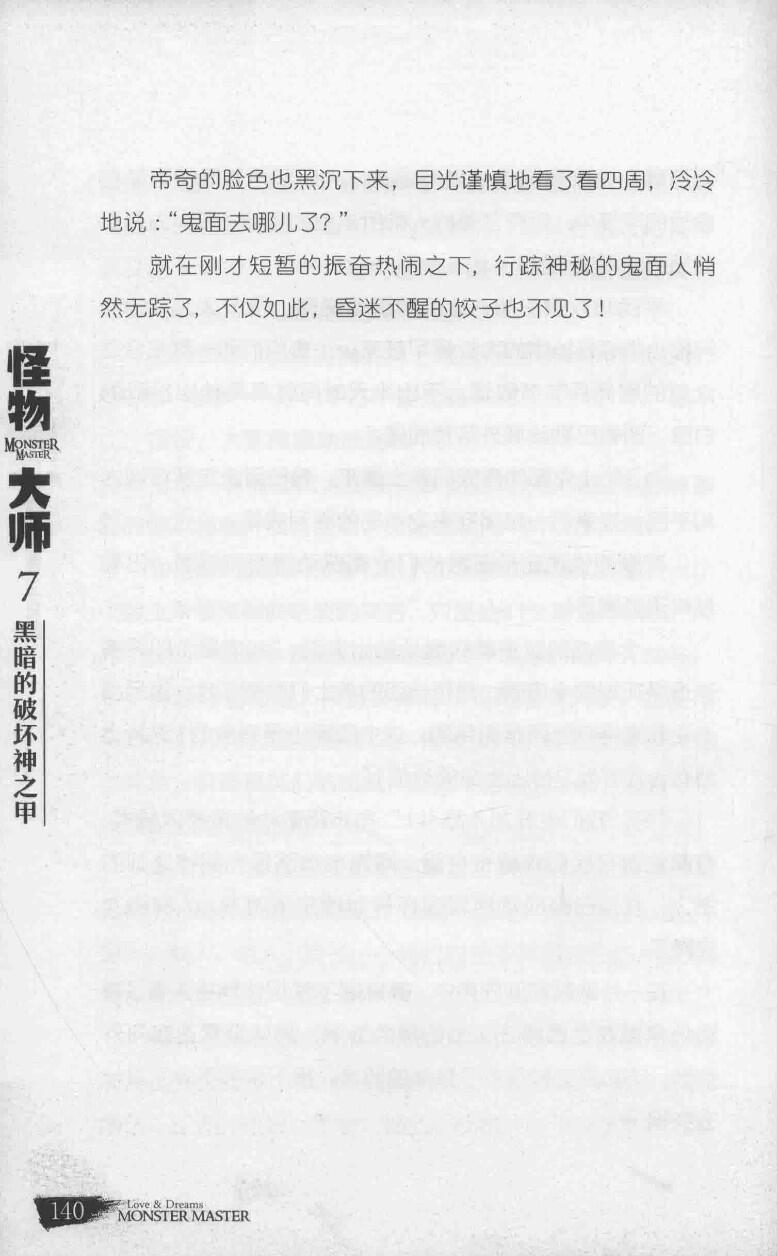 帝奇的脸色也黑沉下来，目光谨慎地看了看四周，冷冷
地说：“鬼面去哪儿了？”
就在刚才短暂的振奋热闹之下，行踪神秘的鬼面人悄
然无踪了，不仅如此，昏迷不醒的饺子也不见了！
怪物
MONSTER
MASTER
大师
7
黑暗的破坏神之甲
140
Love & Dreams
MONSTER MASTER